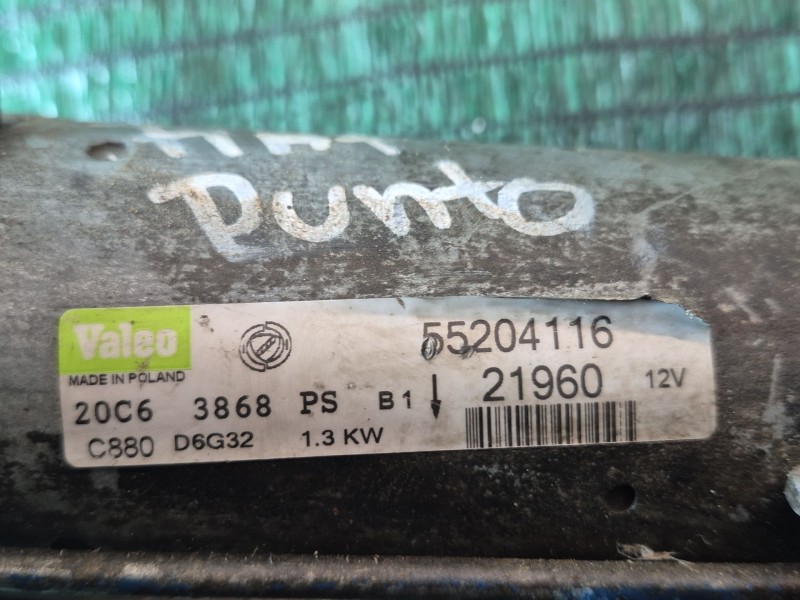 Punto
Valeo 55204116
MADE IN POLAND 21960 12V
20C6 3868 PS B1
C880 D6G32 1.3 KW